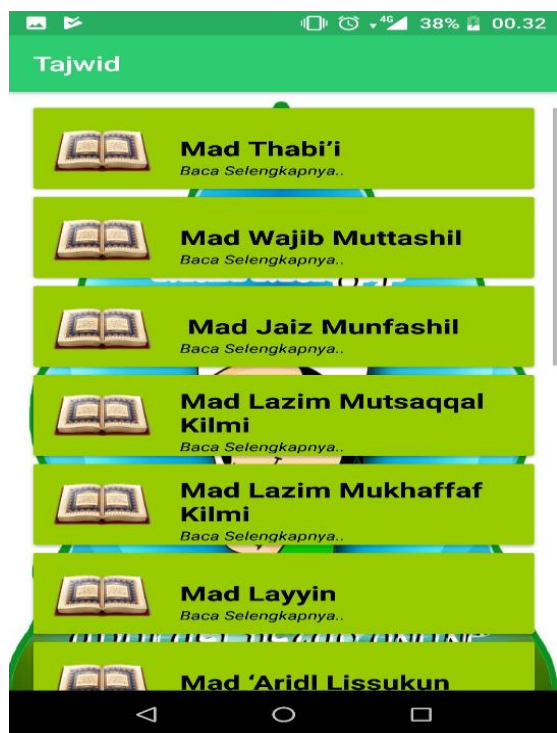 4G 38% 00.32
Tajwid
Mad Thabi’i
Baca Selengkapnya..
Mad Wajib Muttashil
Baca Selengkapnya..
Mad Jaiz Munfashil
Baca Selengkapnya..
Mad Lazim Mutsaqqal
Kilmi
Baca Selengkapnya..
Mad Lazim Mukhaffaf
Kilmi
Baca Selengkapnya..
Mad Layyin
Baca Selengkapnya..
Mad ‘Aridl Lissukun